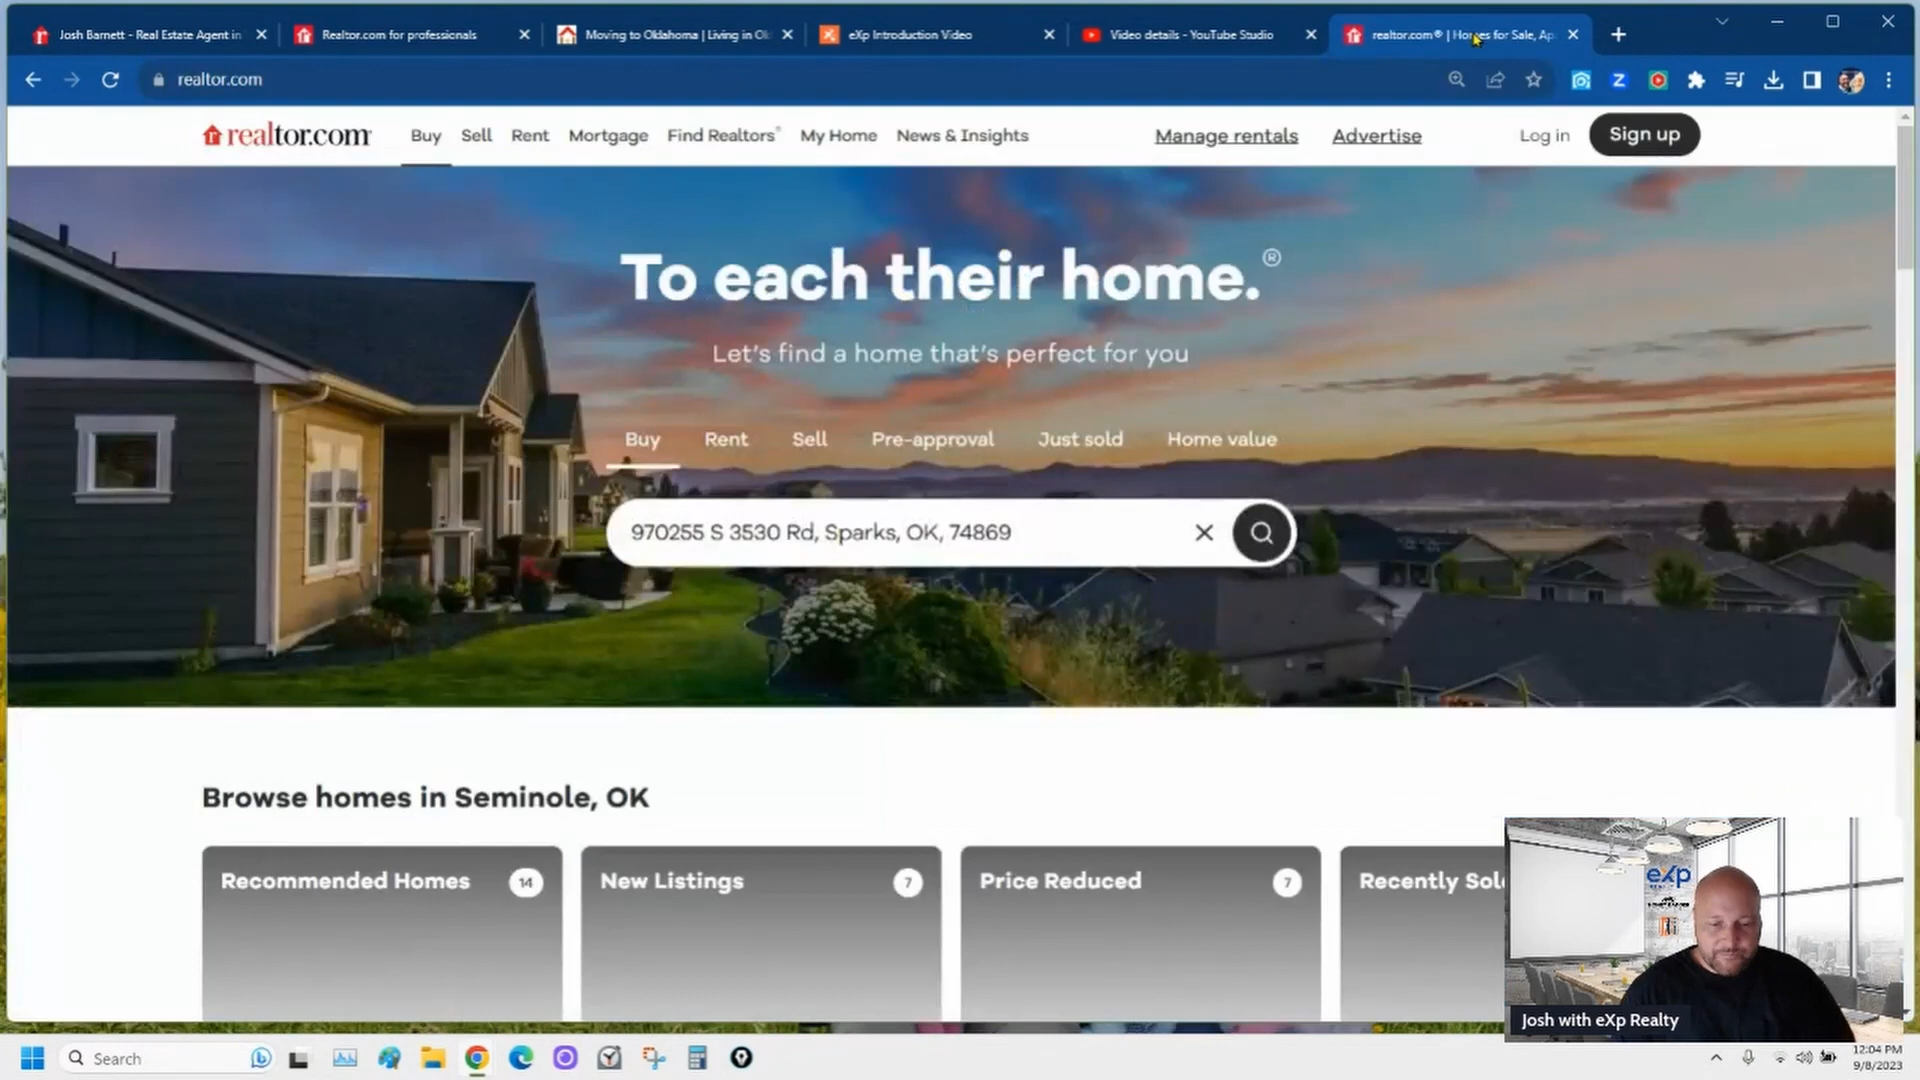 Josh Barnett - Real Estate Agent in
Realtor.com for professionals
Moving to Oklahoma | Living in Ok
eXp Introduction Video
Video details - YouTube Studio
realtor.com® | Homes for Sale, Ap
realtor.com
realtor.com
Buy
Sell
Rent
Mortgage
Find Realtors®
My Home
News & Insights
Manage rentals
Advertise
Log in
Sign up
To each their home.®
Let's find a home that's perfect for you
Buy
Rent
Sell
Pre-approval
Just sold
Home value
970255 S 3530 Rd, Sparks, OK, 74869
Browse homes in Seminole, OK
Recommended Homes
14
New Listings
7
Price Reduced
7
Recently Sol
eXp
Josh with eXp Realty
Search
12:04 PM
9/8/2023